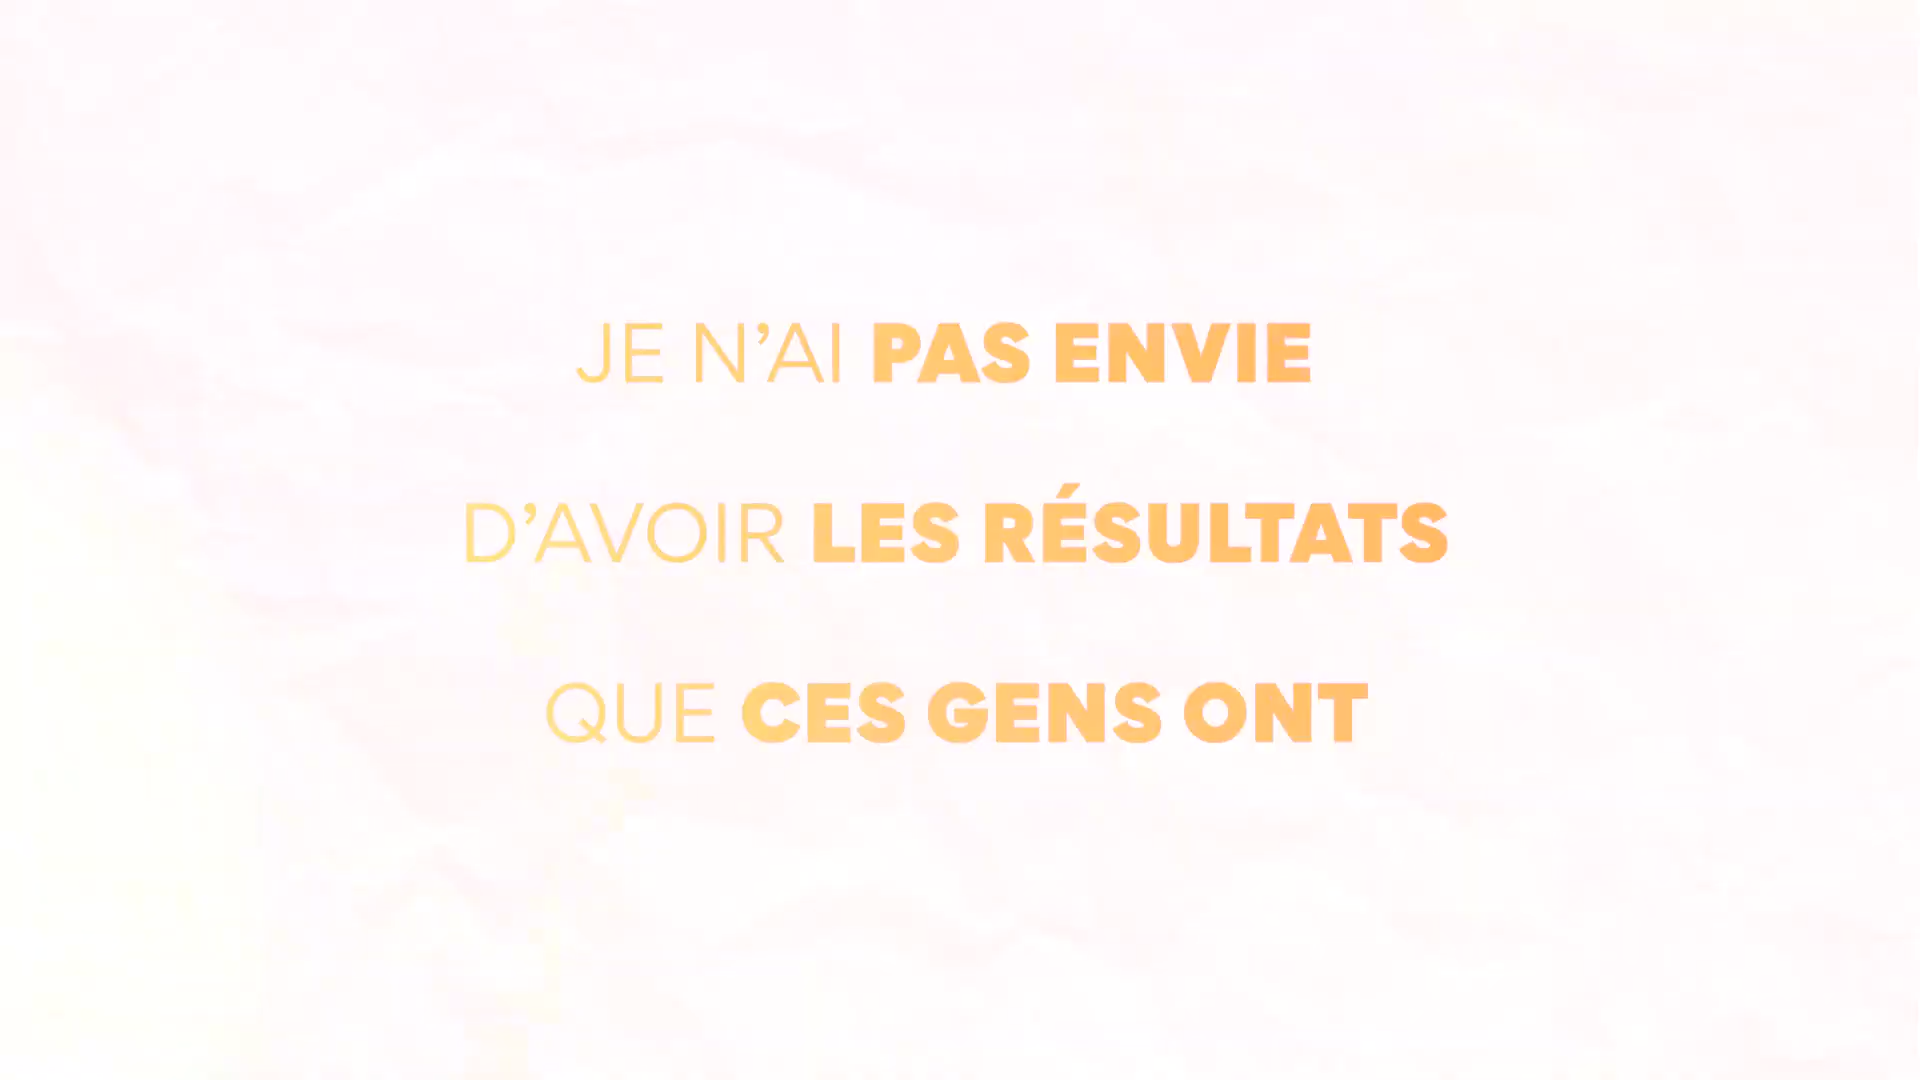 JE N’AI PAS ENVIE
D’AVOIR LES RÉSULTATS
QUE CES GENS ONT